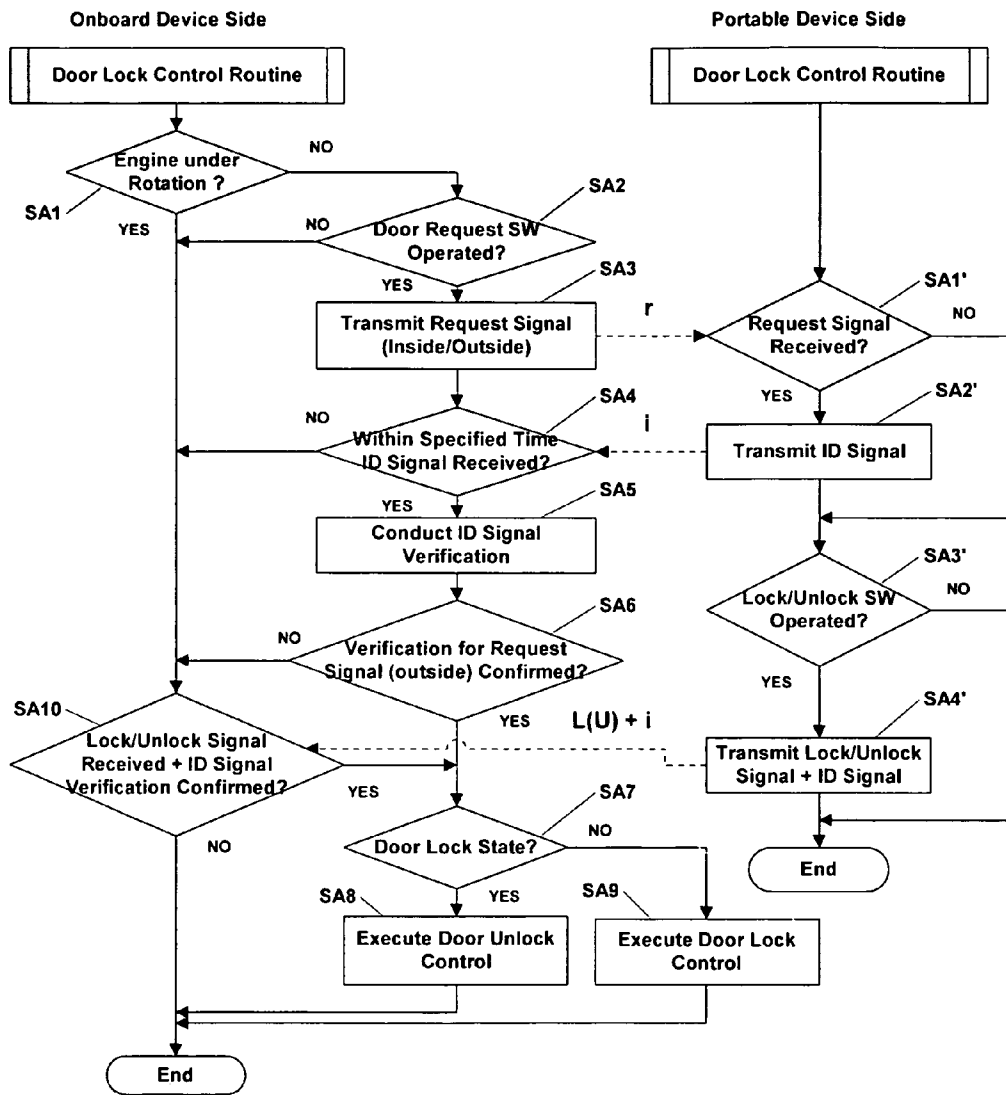 Onboard Device Side
Portable Device Side
Door Lock Control Routine
Door Lock Control Routine
Engine under
Rotation ?
NO
SA1
YES
SA2
NO
Door Request SW
Operated?
YES
SA3
Transmit Request Signal
(Inside/Outside)
r
SA1'
Request Signal
Received?
NO
YES
SA2'
SA4
NO
Within Specified Time
ID Signal Received?
i
Transmit ID Signal
YES
SA5
Conduct ID Signal
Verification
SA3'
Lock/Unlock SW
Operated?
NO
YES
SA6
NO
Verification for Request
Signal (outside) Confirmed?
YES
SA10
Lock/Unlock Signal
Received + ID Signal
Verification Confirmed?
YES
NO
L(U) + i
SA4'
Transmit Lock/Unlock
Signal + ID Signal
SA7
Door Lock State?
NO
YES
End
SA8
Execute Door Unlock
Control
SA9
Execute Door Lock
Control
End